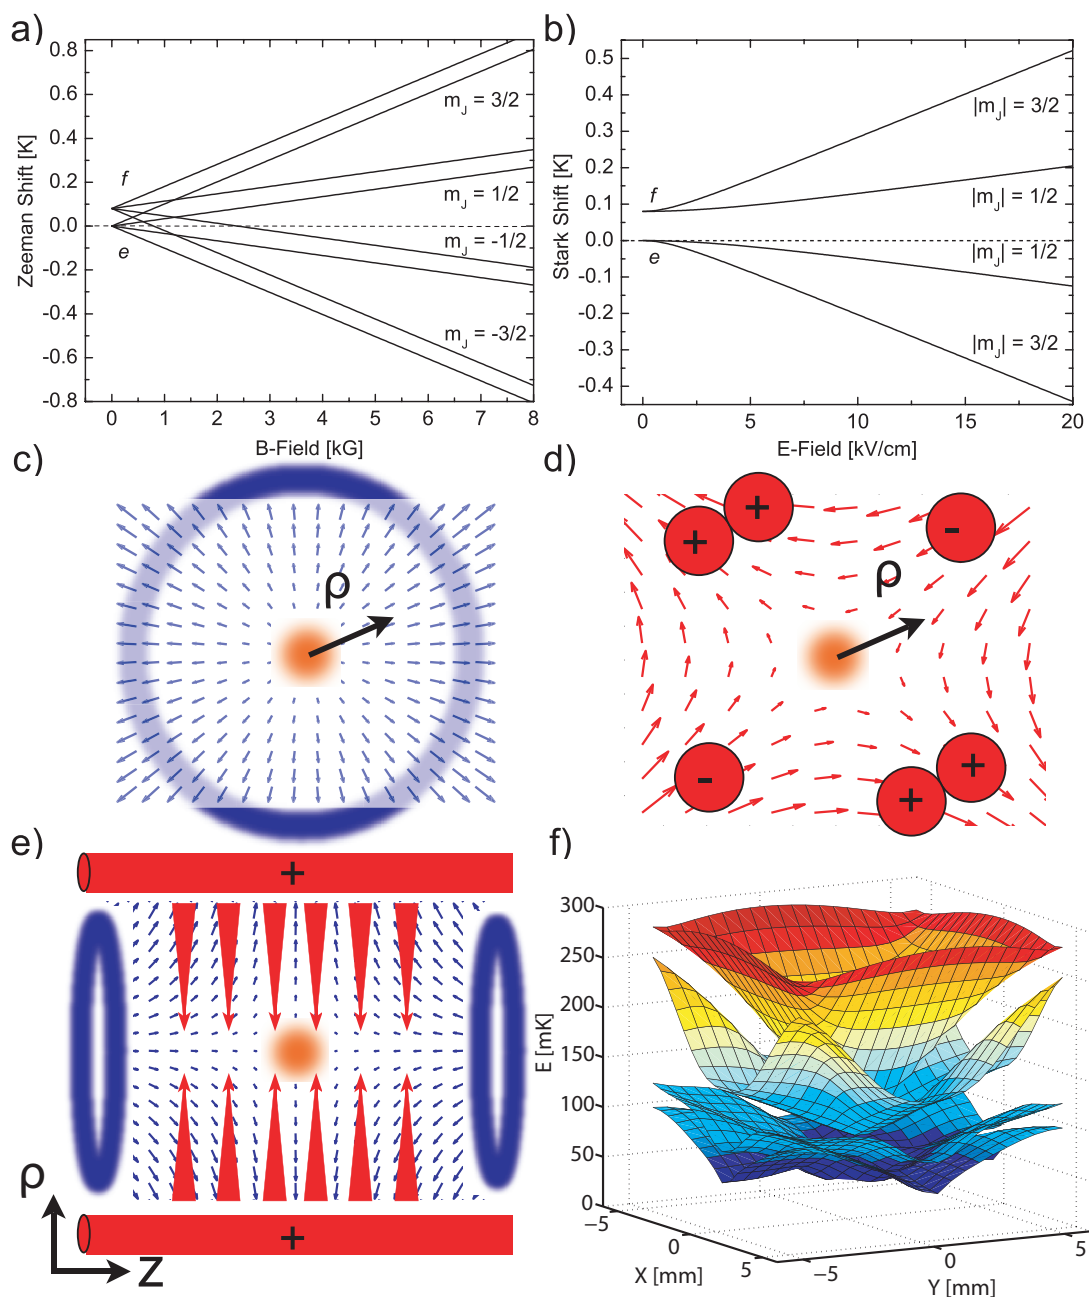 a)
Zeeman Shift [K]
0.8
0.6
0.4
0.2
0.0
-0.2
-0.4
-0.6
-0.8
f
e
m_J = 3/2
m_J = 1/2
m_J = -1/2
m_J = -3/2
0 1 2 3 4 5 6 7 8
B-Field [kG]
b)
Stark Shift [K]
0.5
0.4
0.3
0.2
0.1
0.0
-0.1
-0.2
-0.3
-0.4
f
e
|m_J| = 3/2
|m_J| = 1/2
|m_J| = 1/2
|m_J| = 3/2
0 5 10 15 20
E-Field [kV/cm]
c)
ρ
d)
+
+
-
ρ
-
+
+
e)
+
+
ρ
z
f)
E [mK]
300
250
200
150
100
50
0
-5
0
5
X [mm]
-5
0
5
Y [mm]